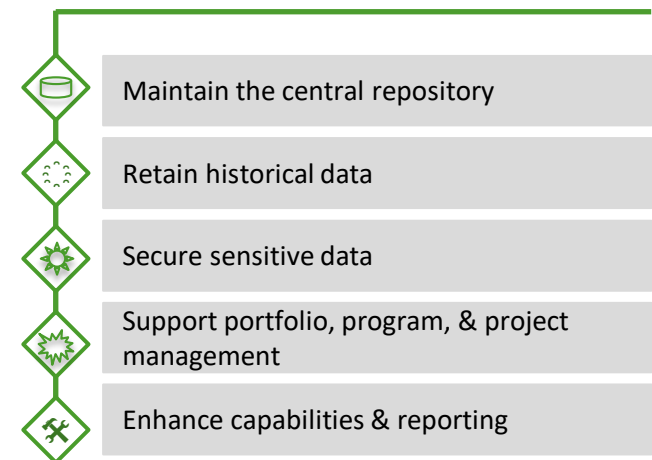 Maintain the central repository
Retain historical data
Secure sensitive data
Support portfolio, program, & project
management
Enhance capabilities & reporting